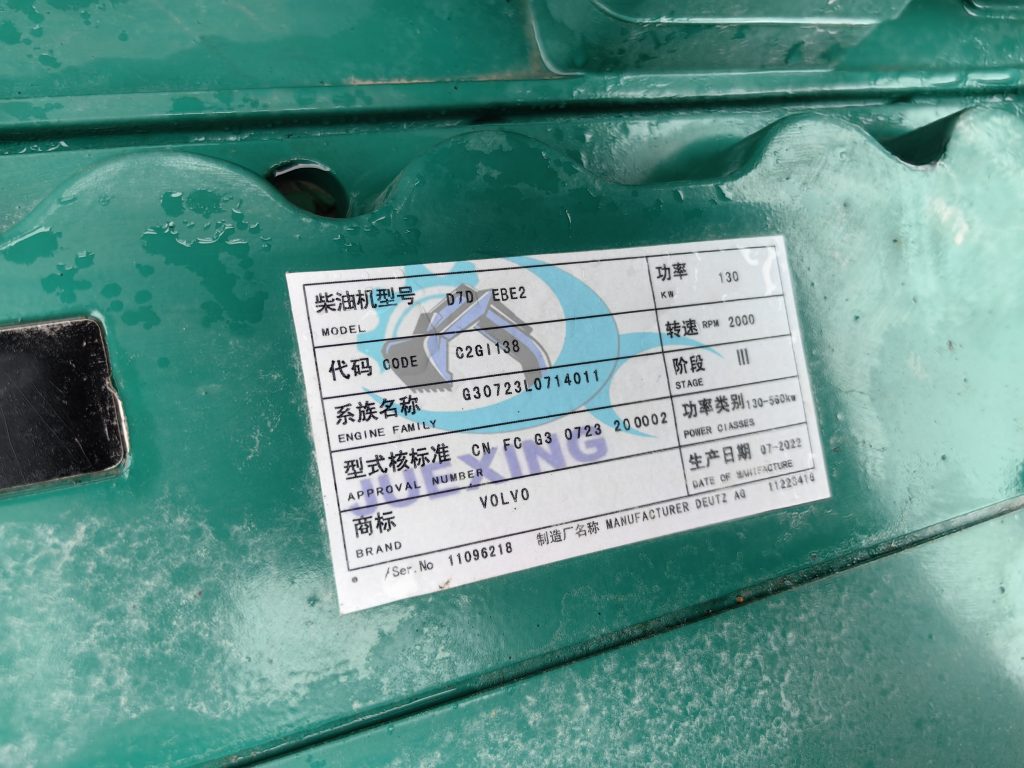 柴油机型号 D7D EBE2 功率 130
MODEL KW
代码 CODE C2GI138 转速 RPM 2000
系族名称 G30723L0714011 阶段 III
ENGINE FAMILY STAGE
型式核标准 CN FC G3 0723 200002 功率类别 130-560kw
APPROVAL NUMBER POWER CIASSES
商标 VOLVO 生产日期 07-2022
BRAND DATE OF MANIFACTURE
/Ser.No 11096218 制造厂名称 MANUFACTURER DEUTZ AG 11223416
JUEXING